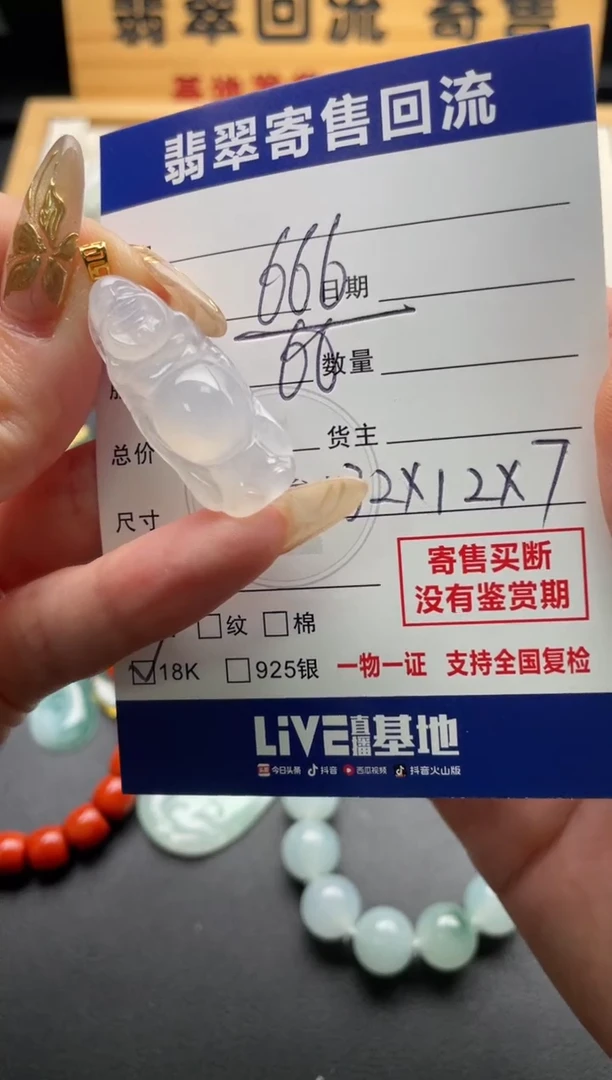 翡翠回流 寄售
翡翠寄售回流
666
日期
66
数量
总价
货主
尺寸
32X12X7
寄售买断
没有鉴赏期
□纹 □棉
☑18K □925银
一物一证 支持全国复检
LiVE直播基地
今日头条 抖音 西瓜视频 抖音火山版